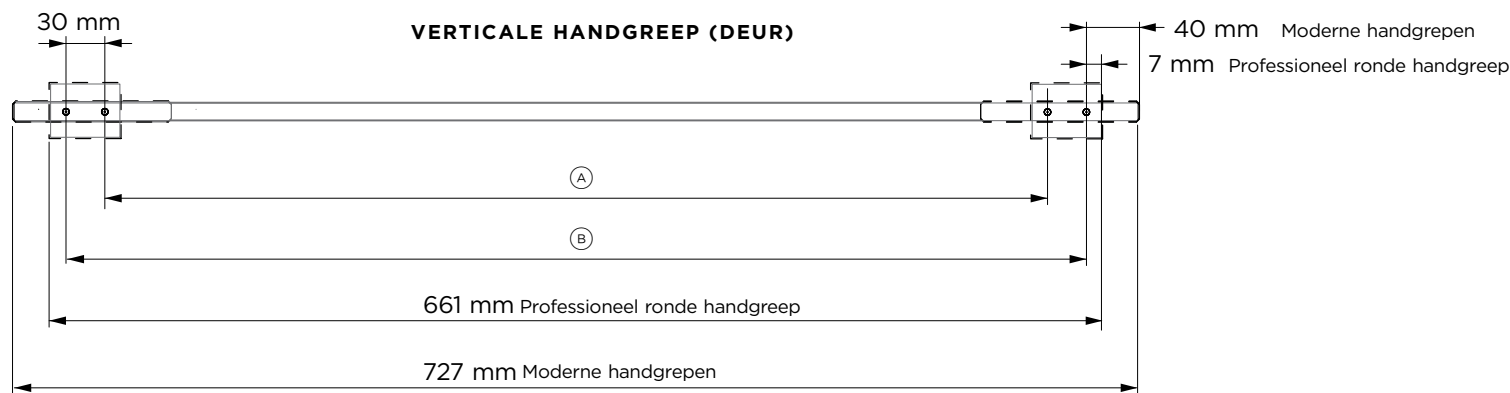 30 mm
VERTICALE HANDGREEP (DEUR)
40 mm Moderne handgrepen
7 mm Professioneel ronde handgreep
A
B
661 mm Professioneel ronde handgreep
727 mm Moderne handgrepen